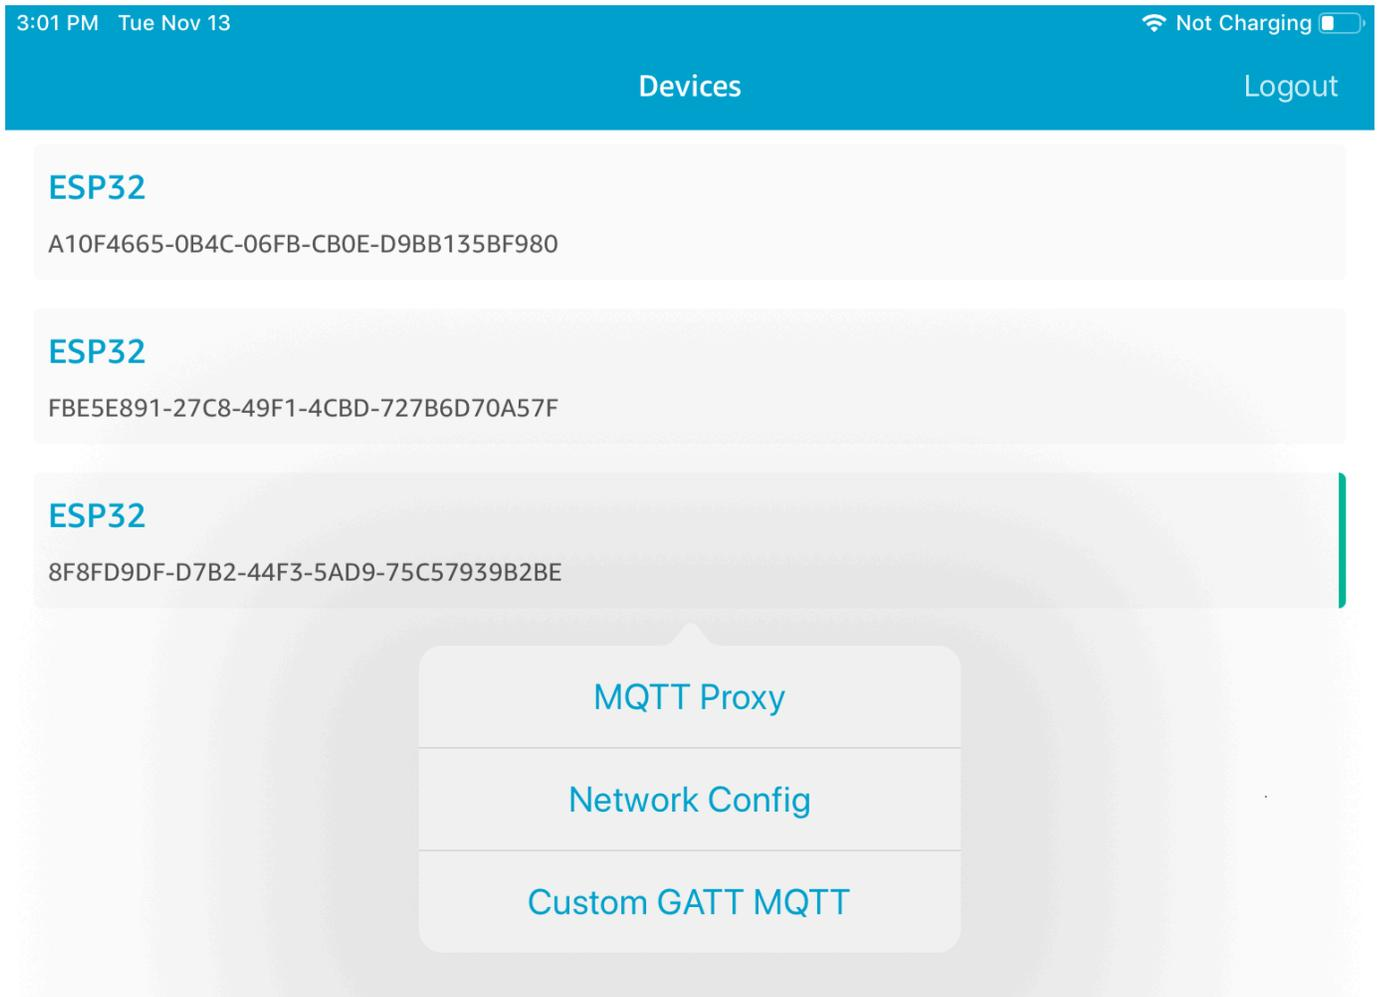 3:01 PM Tue Nov 13 Not Charging
Devices Logout
ESP32
A10F4665-0B4C-06FB-CB0E-D9BB135BF980
ESP32
FBE5E891-27C8-49F1-4CBD-727B6D70A57F
ESP32
8F8FD9DF-D7B2-44F3-5AD9-75C57939B2BE
MQTT Proxy
Network Config
Custom GATT MQTT